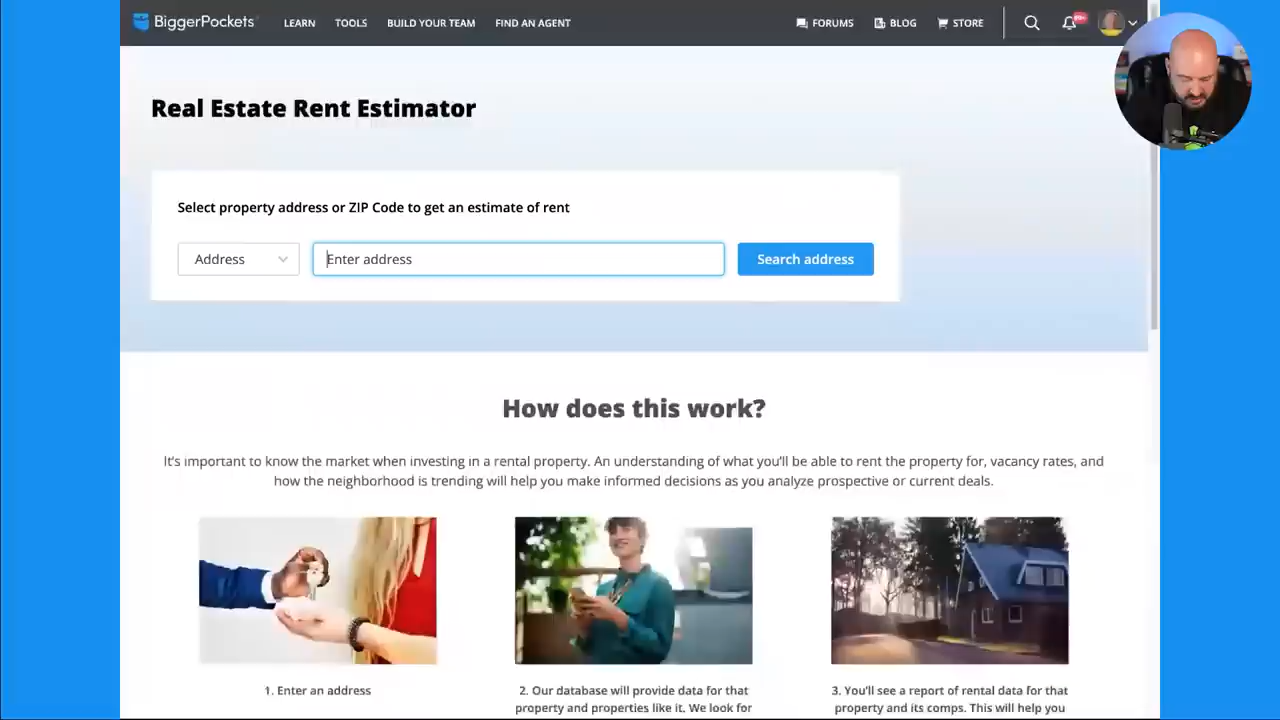 BiggerPockets
LEARN TOOLS BUILD YOUR TEAM FIND AN AGENT FORUMS BLOG STORE
Real Estate Rent Estimator
Select property address or ZIP Code to get an estimate of rent
Address Enter address Search address
How does this work?
It's important to know the market when investing in a rental property. An understanding of what you'll be able to rent the property for, vacancy rates, and
how the neighborhood is trending will help you make informed decisions as you analyze prospective or current deals.
1. Enter an address
2. Our database will provide data for that
property and properties like it. We look for
3. You'll see a report of rental data for that
property and its comps. This will help you